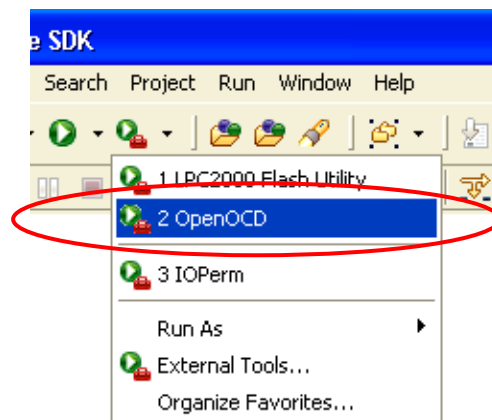 e SDK
Search Project Run Window Help
1 LPC2000 Flash Utility
2 OpenOCD
3 IOPerm
Run As
External Tools...
Organize Favorites...